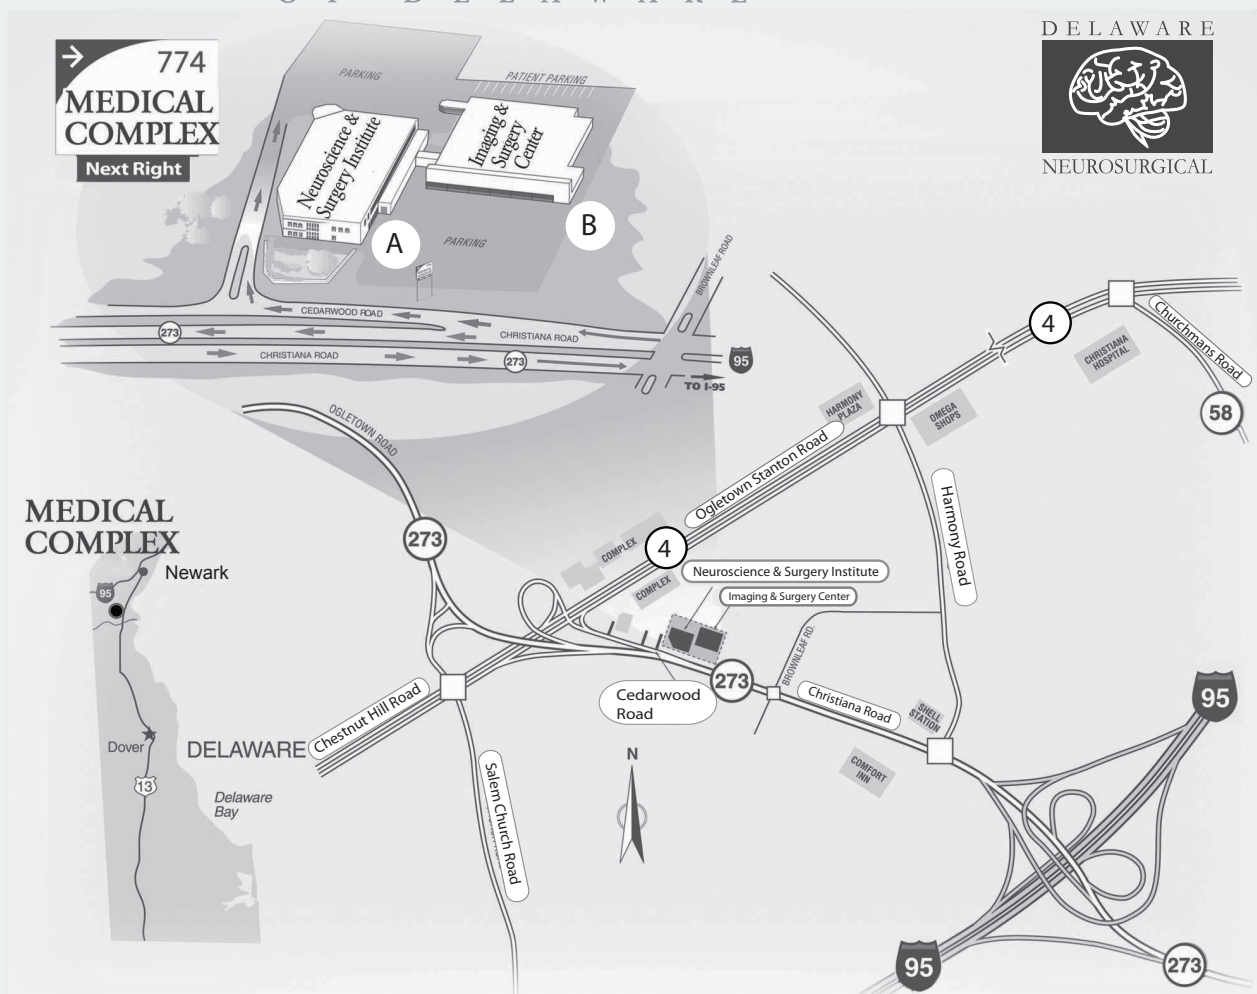 OF DELAWARE
774
MEDICAL
COMPLEX
Next Right
DELAWARE
NEUROSURGICAL
PARKING
PATIENT PARKING
Neuroscience &
Surgery Institute
Imaging &
Surgery
Center
A
B
PARKING
BROWNLEAF ROAD
CEDARWOOD ROAD
273
CHRISTIANA ROAD
CHRISTIANA ROAD
273
95
TO I-95
4
Churchmans Road
CHRISTIANA
HOSPITAL
58
HARMONY
PLAZA
OMEGA
SHOPS
OGLETOWN ROAD
Ogletown Stanton Road
Harmony Road
273
COMPLEX
4
COMPLEX
Neuroscience & Surgery Institute
Imaging & Surgery Center
BROWNLEAF RD.
273
Cedarwood
Road
Christiana Road
SHELL
STATION
COMFORT
INN
95
Chestnut Hill Road
Salem Church Road
N
95
273
MEDICAL
COMPLEX
Newark
95
Dover
DELAWARE
13
Delaware
Bay